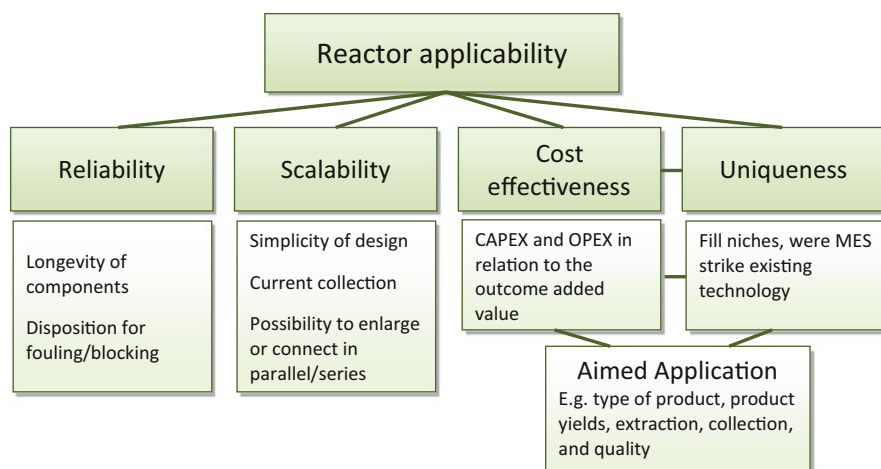 Reactor applicability
Reliability
Longevity of
components
Disposition for
fouling/blocking
Scalability
Simplicity of design
Current collection
Possibility to enlarge
or connect in
parallel/series
Cost
effectiveness
CAPEX and OPEX in
relation to the
outcome added
value
Uniqueness
Fill niches, were MES
strike existing
technology
Aimed Application
E.g. type of product, product
yields, extraction, collection,
and quality